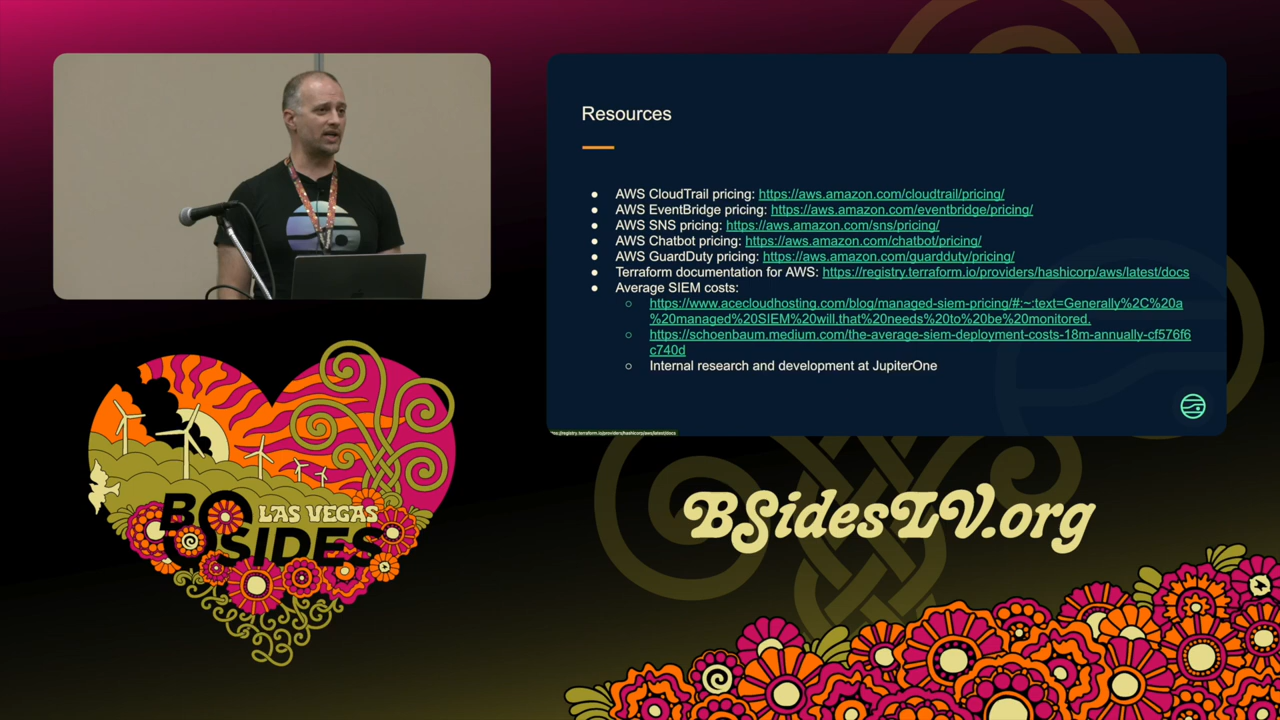 Resources
● AWS CloudTrail pricing: https://aws.amazon.com/cloudtrail/pricing/
● AWS EventBridge pricing: https://aws.amazon.com/eventbridge/pricing/
● AWS SNS pricing: https://aws.amazon.com/sns/pricing/
● AWS Chatbot pricing: https://aws.amazon.com/chatbot/pricing/
● AWS GuardDuty pricing: https://aws.amazon.com/guardduty/pricing/
● Terraform documentation for AWS: https://registry.terraform.io/providers/hashicorp/aws/latest/docs
● Average SIEM costs:
○ https://www.acecloudhosting.com/blog/managed-siem-pricing/#:~:text=Generally%2C%20a
%20managed%20SIEM%20will,that%20needs%20to%20be%20monitored.
○ https://schoenbaum.medium.com/the-average-siem-deployment-costs-18m-annually-cf576f6
c740d
○ Internal research and development at JupiterOne
LAS VEGAS
BSIDES
23
BSidesLV.org